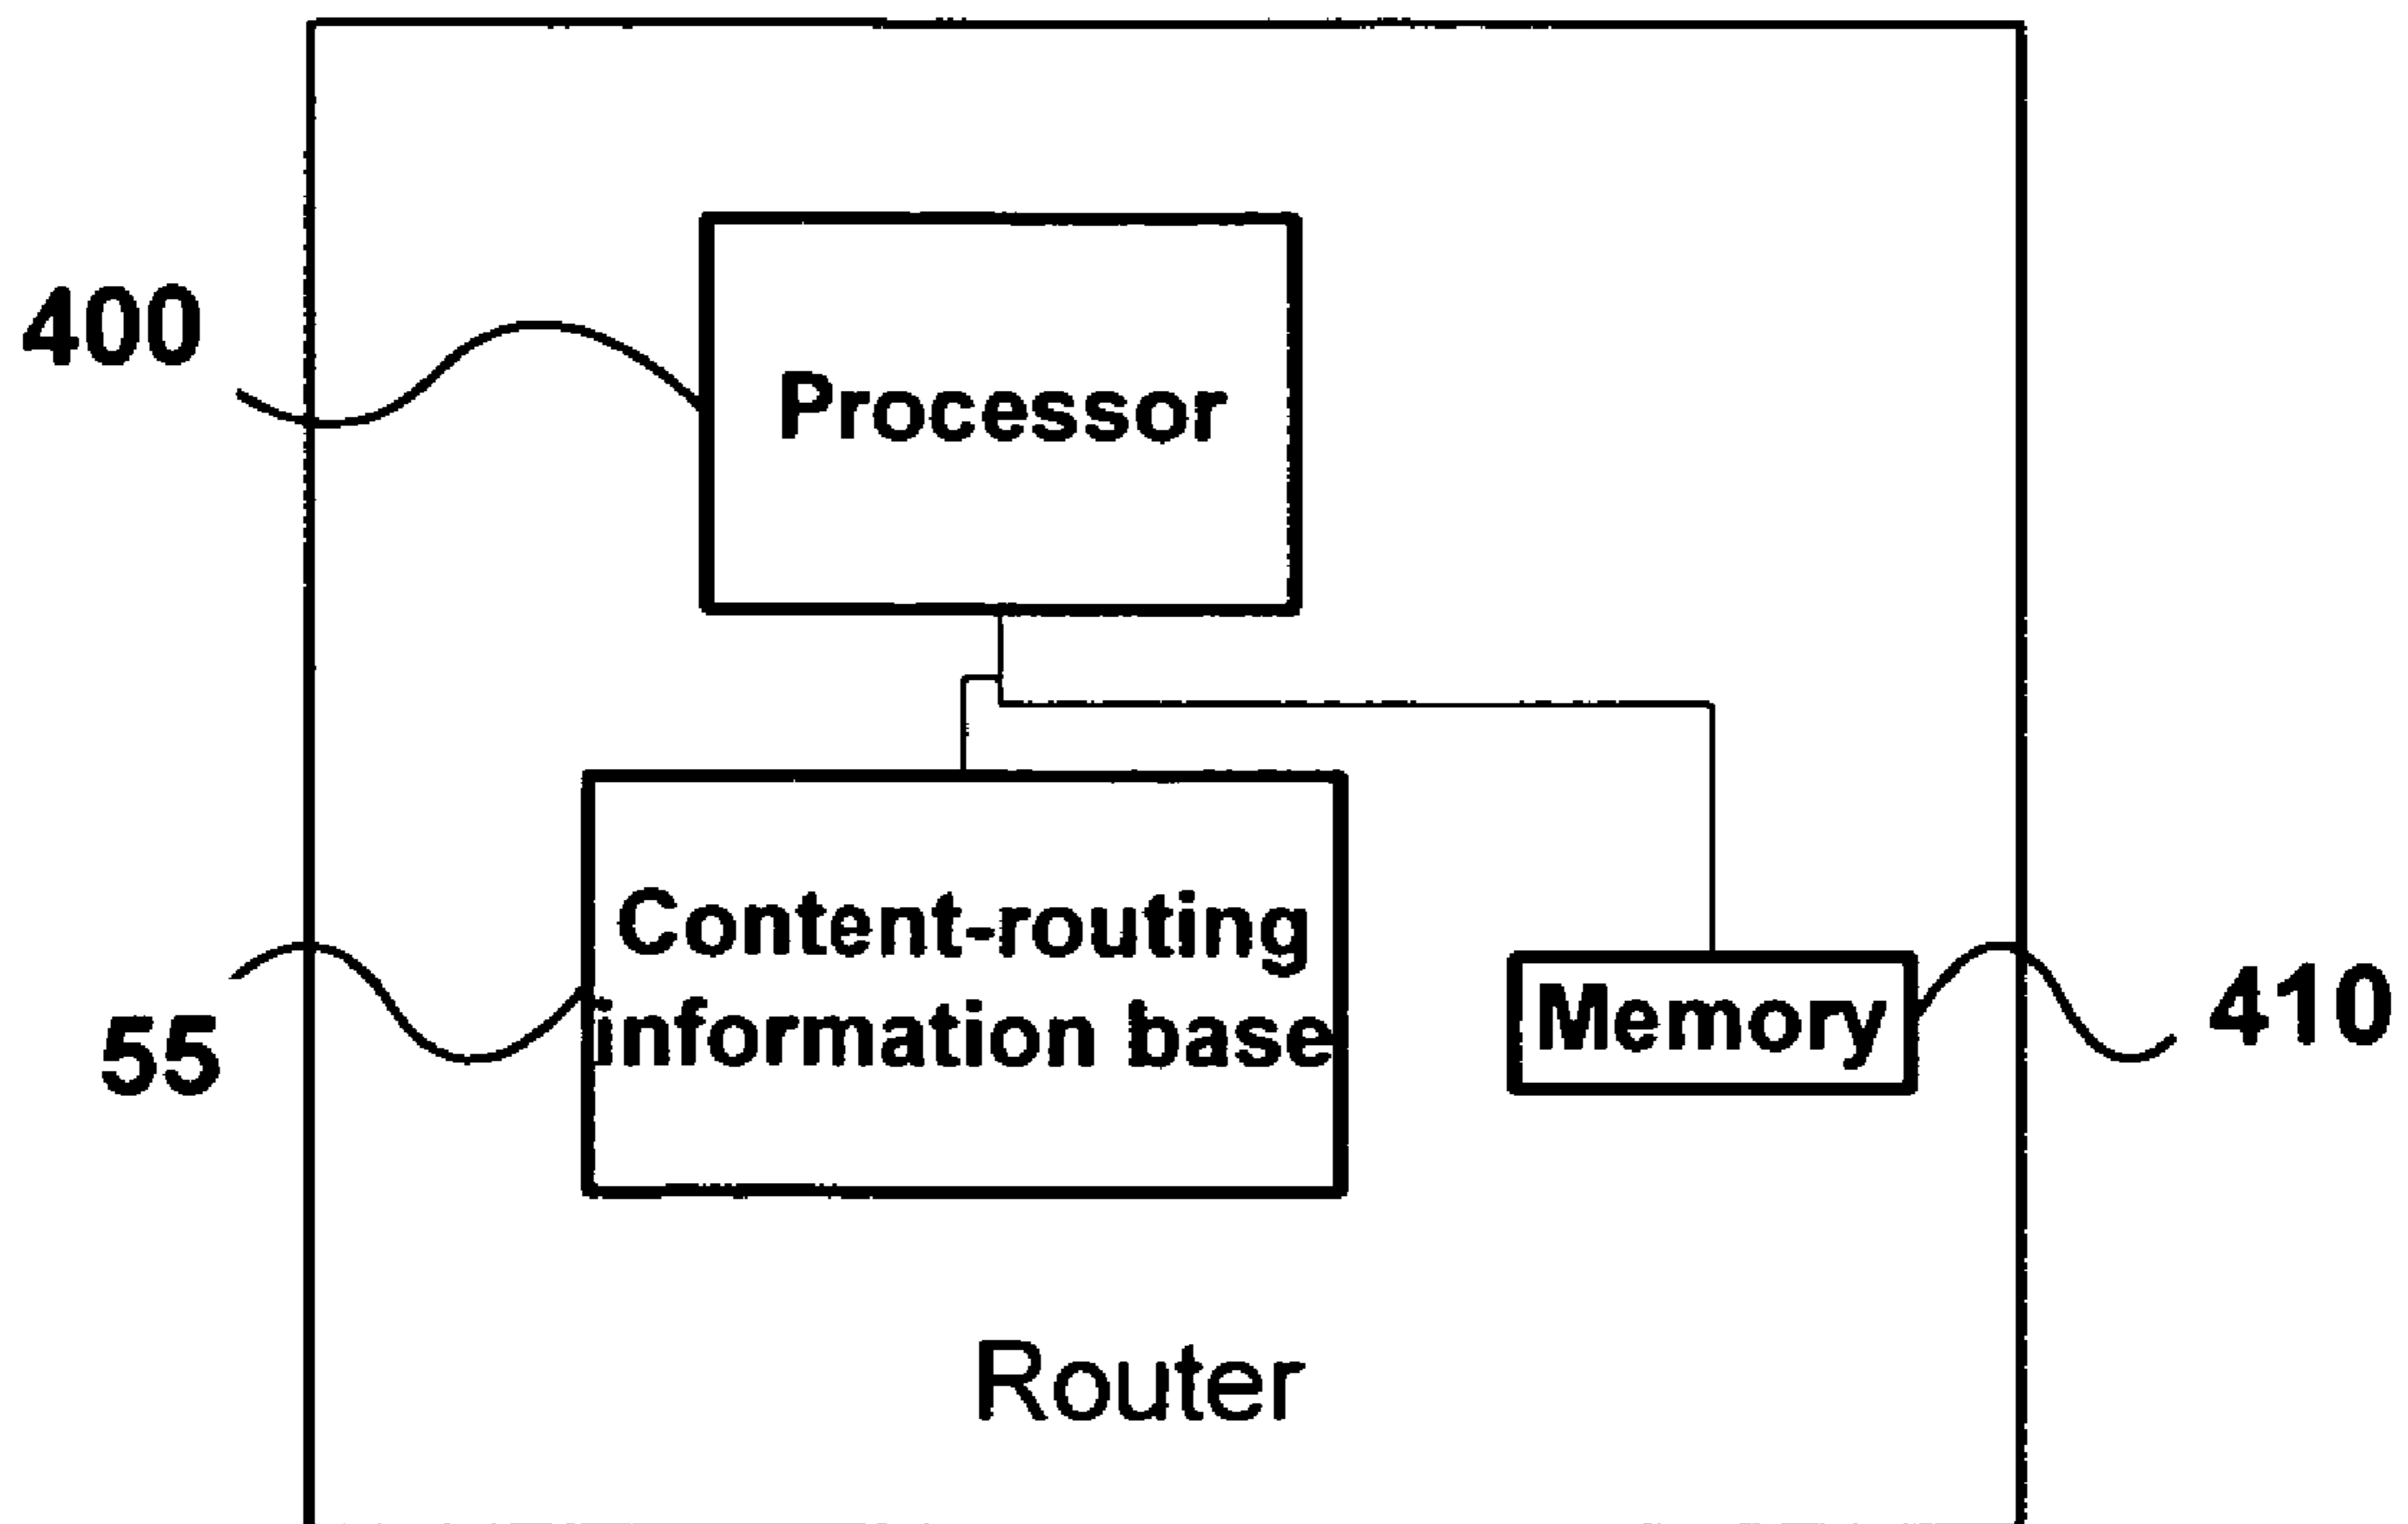 400
Processor
Content-routing
information base
55
Memory
410
Router